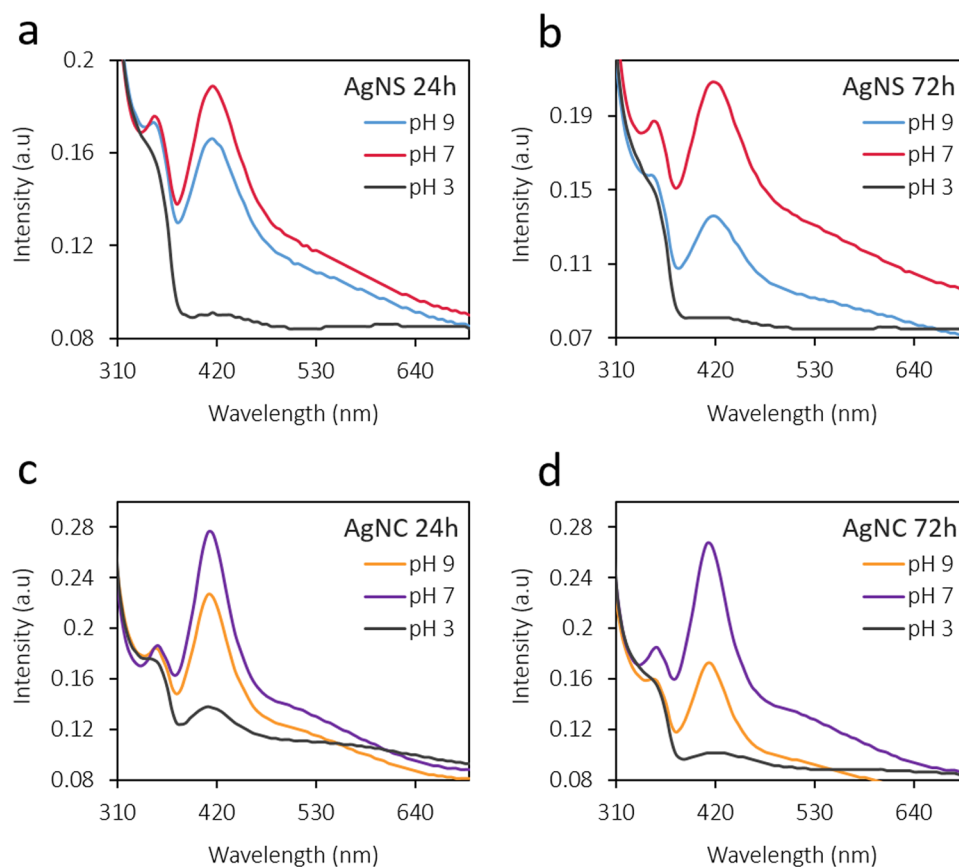 a
AgNS 24h
pH 9
pH 7
pH 3
0.2
0.16
0.12
0.08
310
420
530
640
Intensity (a.u)
Wavelength (nm)
b
AgNS 72h
pH 9
pH 7
pH 3
0.19
0.15
0.11
0.07
310
420
530
640
Intensity (a.u)
Wavelength (nm)
c
AgNC 24h
pH 9
pH 7
pH 3
0.28
0.24
0.2
0.16
0.12
0.08
310
420
530
640
Intensity (a.u)
Wavelength (nm)
d
AgNC 72h
pH 9
pH 7
pH 3
0.28
0.24
0.2
0.16
0.12
0.08
310
420
530
640
Intensity (a.u)
Wavelength (nm)